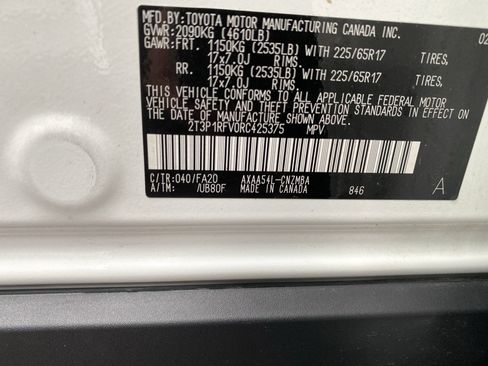 MFD.BY:TOYOTA MOTOR MANUFACTURING CANADA INC. 02
GVWR:2090KG (4610LB)
GAWR:FRT. 1150KG (2535LB) WITH 225/65R17 TIRES,
17x7.0J RIMS.
RR. 1150KG (2535LB) WITH 225/65R17 TIRES,
17x7.0J RIMS.
THIS VEHICLE CONFORMS TO ALL APPLICABLE FEDERAL MOTOR
VEHICLE SAFETY AND THEFT PREVENTION STANDARDS IN EFFECT ON
THE DATE OF MANUFACTURE SHOWN ABOVE.
2T3P1RFV0RC425375 MPV
C/TR:040/FA20 AXAA54L-CNZMBA
A/TM: /UB80F MADE IN CANADA 846 A